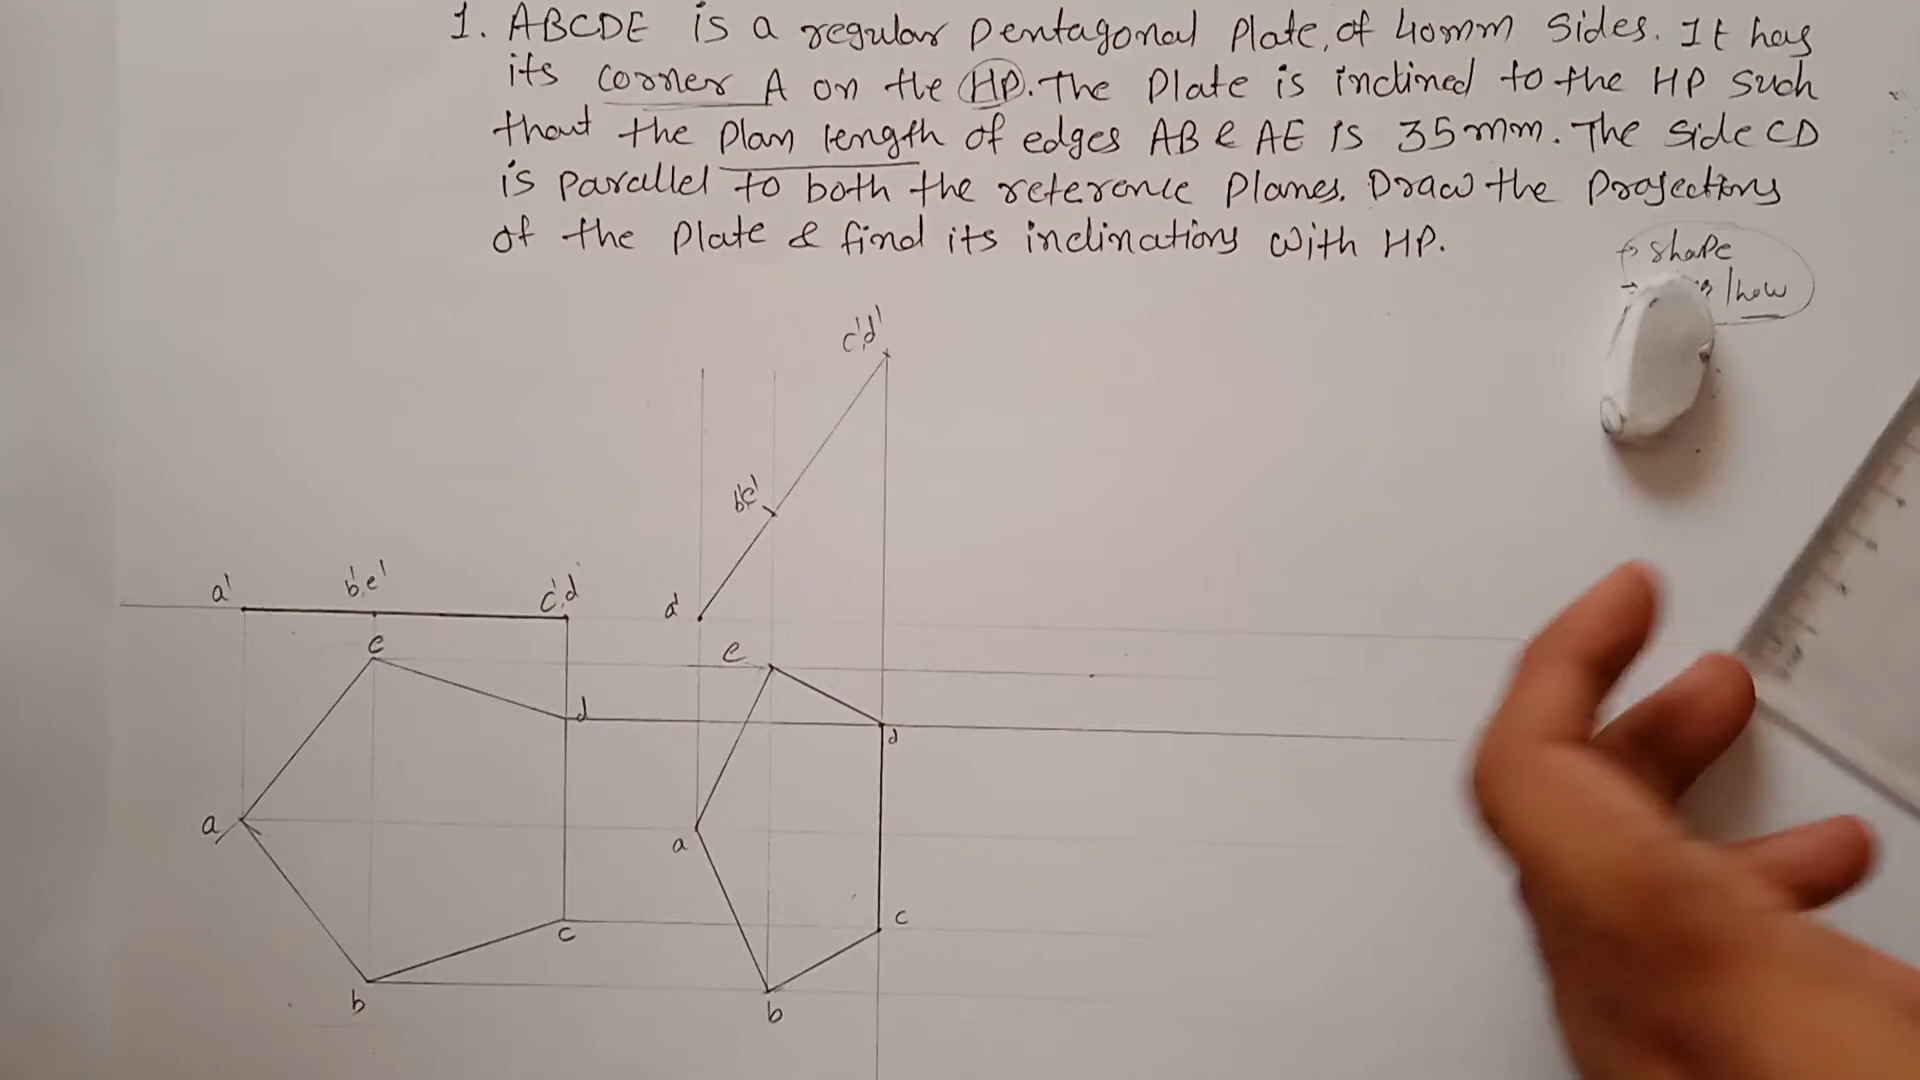 1. ABCDE is a regular pentagonal plate, of 40mm sides. It has
its corner A on the HP. The plate is inclined to the HP such
that the plan length of edges AB & AE is 35mm. The side CD
is parallel to both the reference planes. Draw the projections
of the plate & find its inclinations with HP.
→ shape
→ /how
c'd'
b'e'
a' b',e' c',d' a'
e e
d d
a a
c c
b b